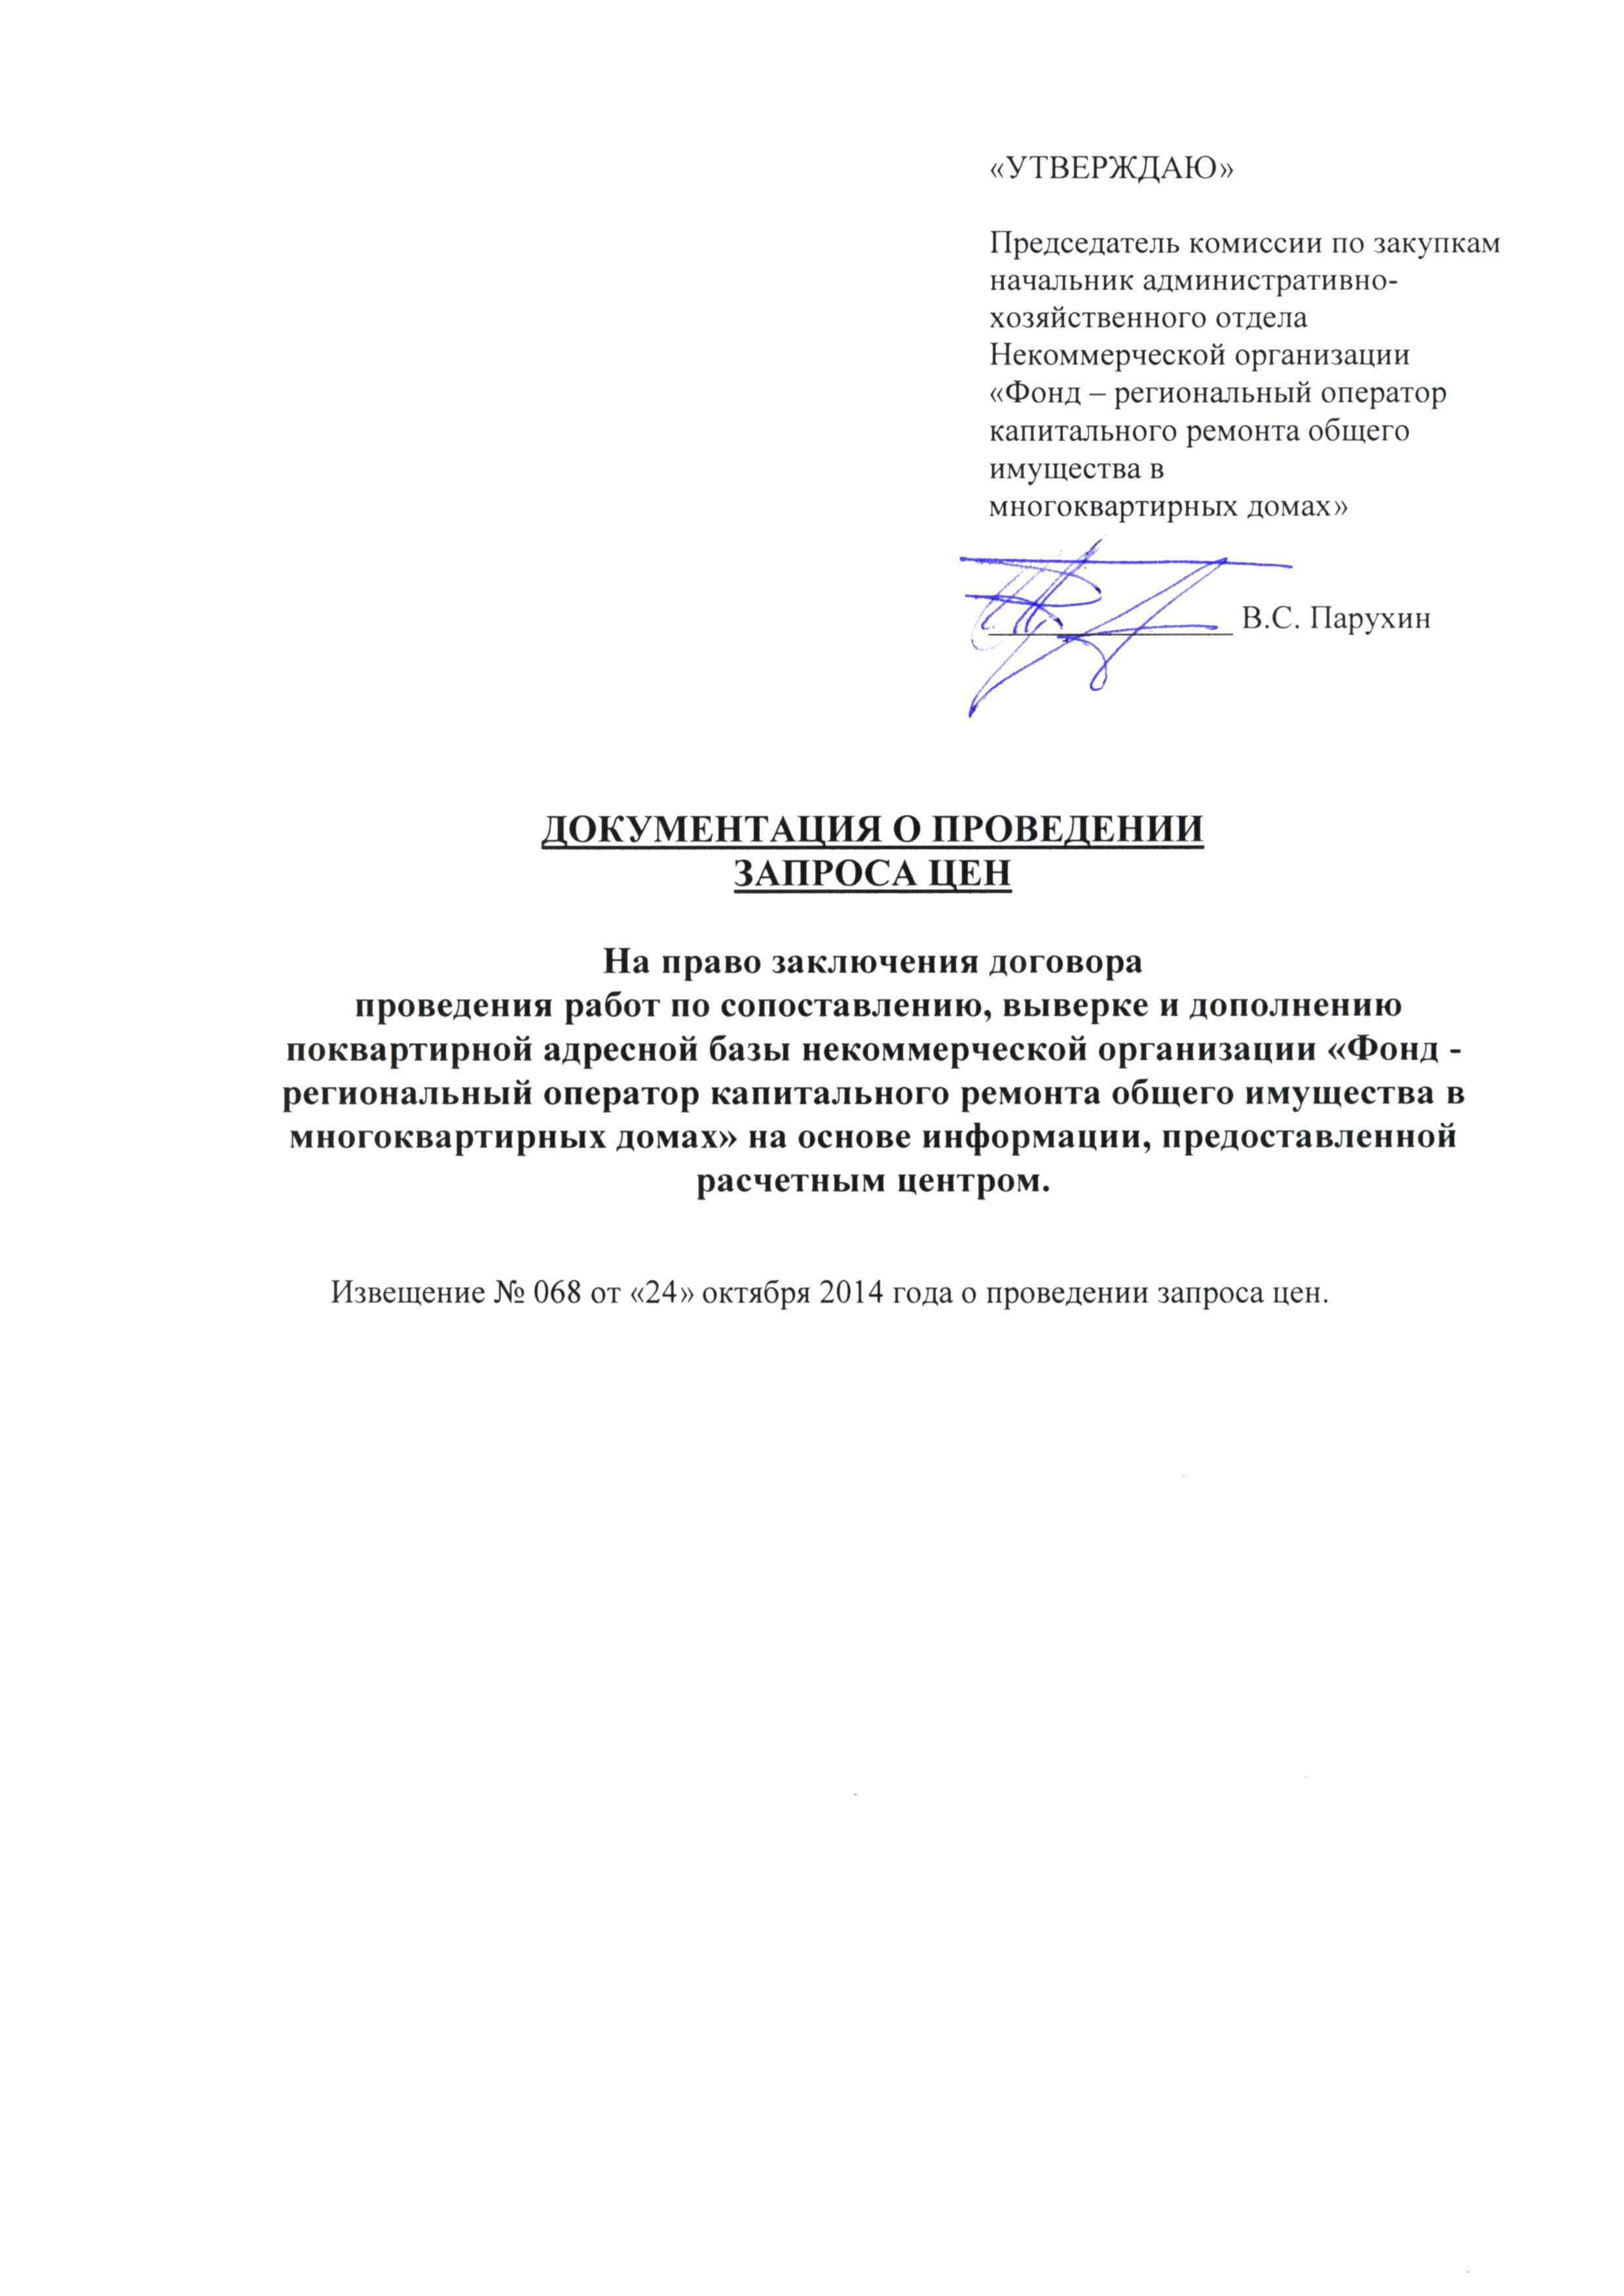 «УТВЕРЖДАЮ»
Председатель комиссии по закупкам
начальник административно-
хозяйственного отдела
Некоммерческой организации
«Фонд – региональный оператор
капитального ремонта общего
имущества в
многоквартирных домах»
В.С. Парухин
ДОКУМЕНТАЦИЯ О ПРОВЕДЕНИИ
ЗАПРОСА ЦЕН
На право заключения договора
проведения работ по сопоставлению, выверке и дополнению
поквартирной адресной базы некоммерческой организации «Фонд -
региональный оператор капитального ремонта общего имущества в
многоквартирных домах» на основе информации, предоставленной
расчетным центром.
Извещение № 068 от «24» октября 2014 года о проведении запроса цен.